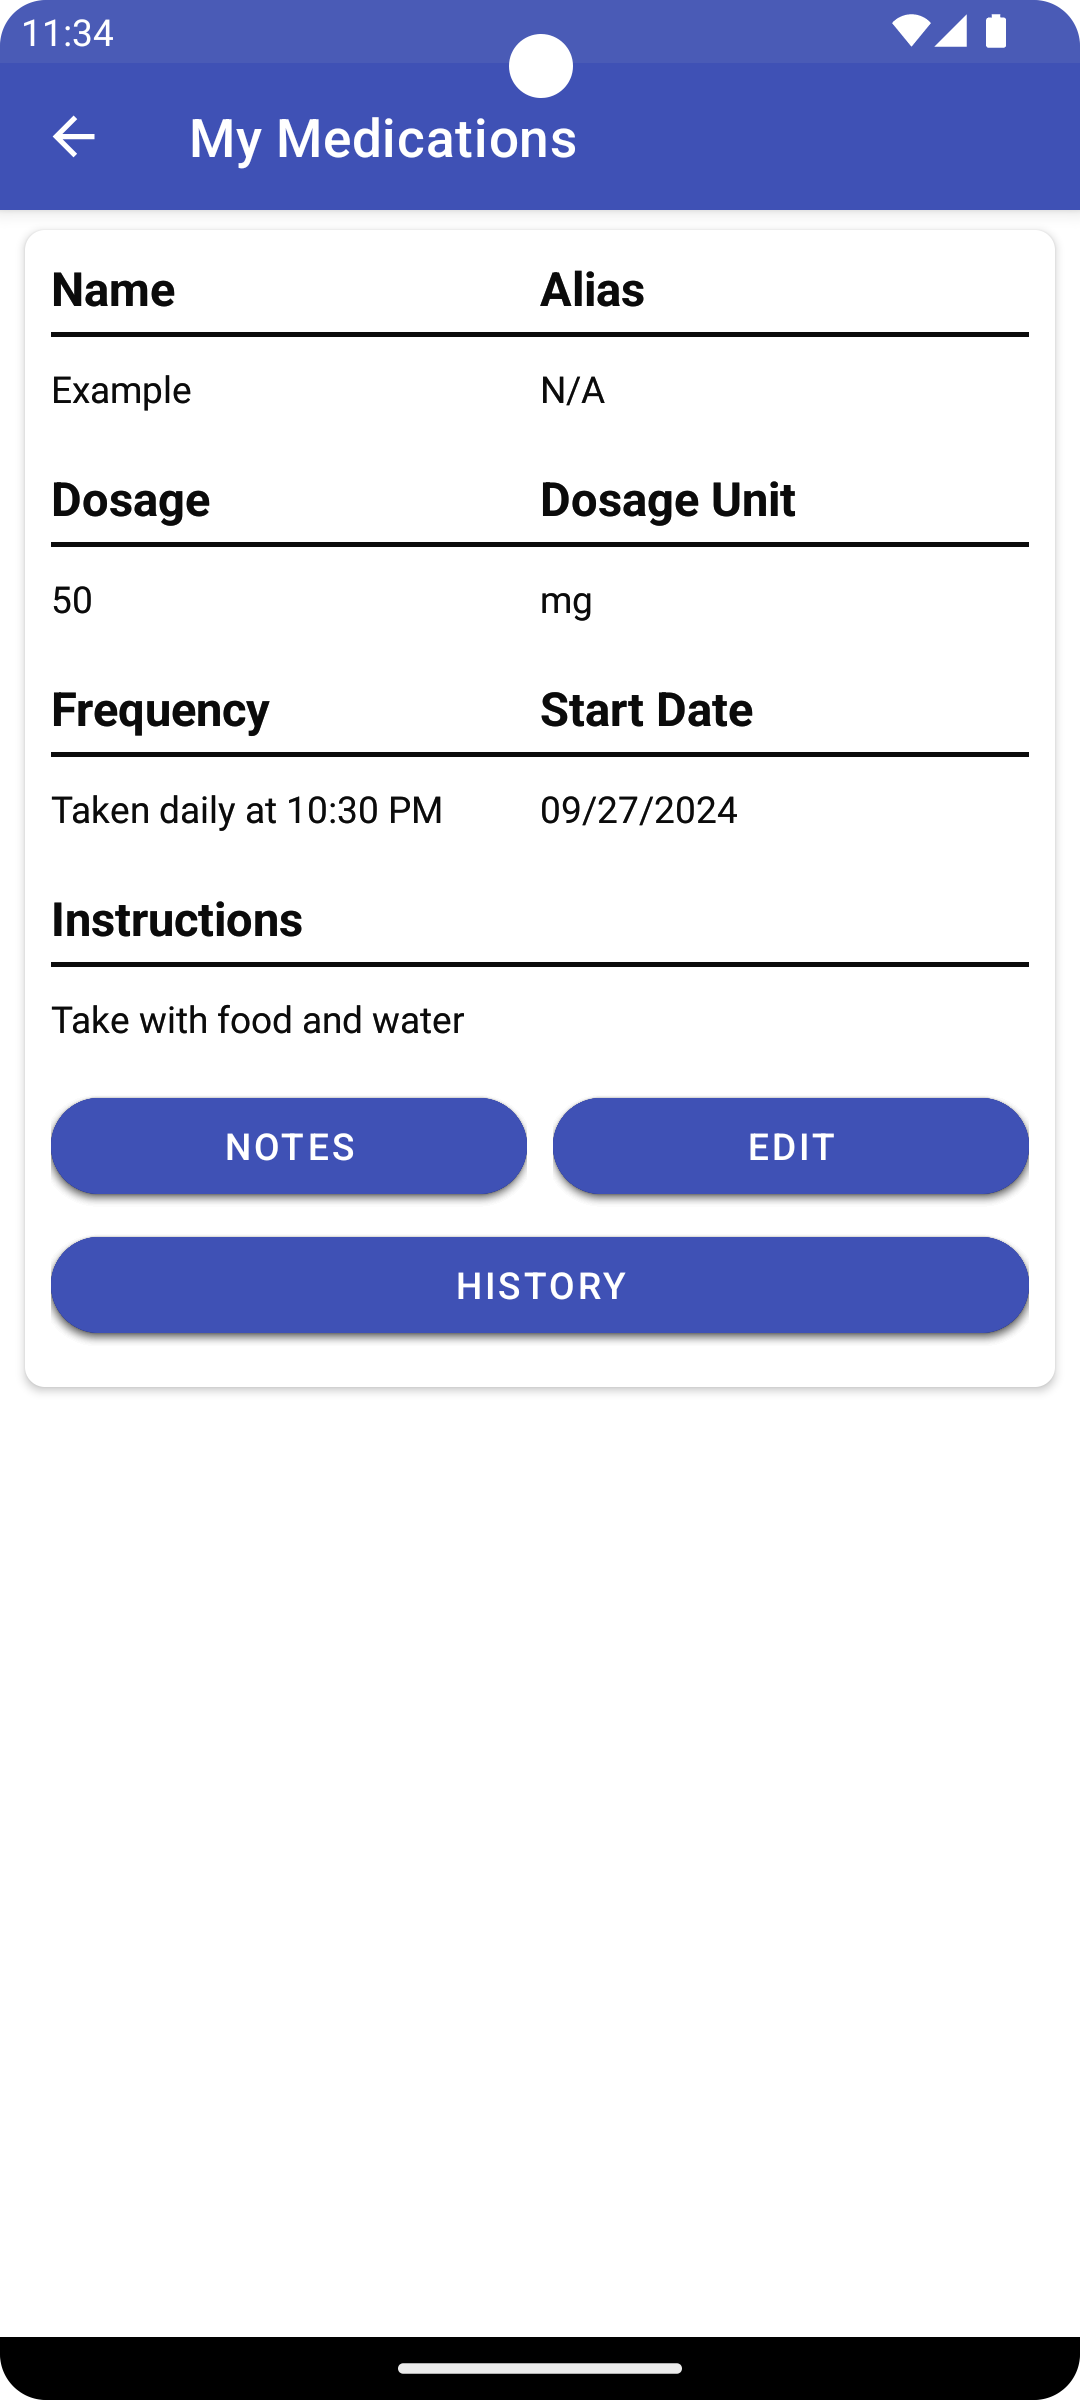 11:34
My Medications
Name Alias
Example N/A
Dosage Dosage Unit
50 mg
Frequency Start Date
Taken daily at 10:30 PM 09/27/2024
Instructions
Take with food and water
NOTES EDIT
HISTORY